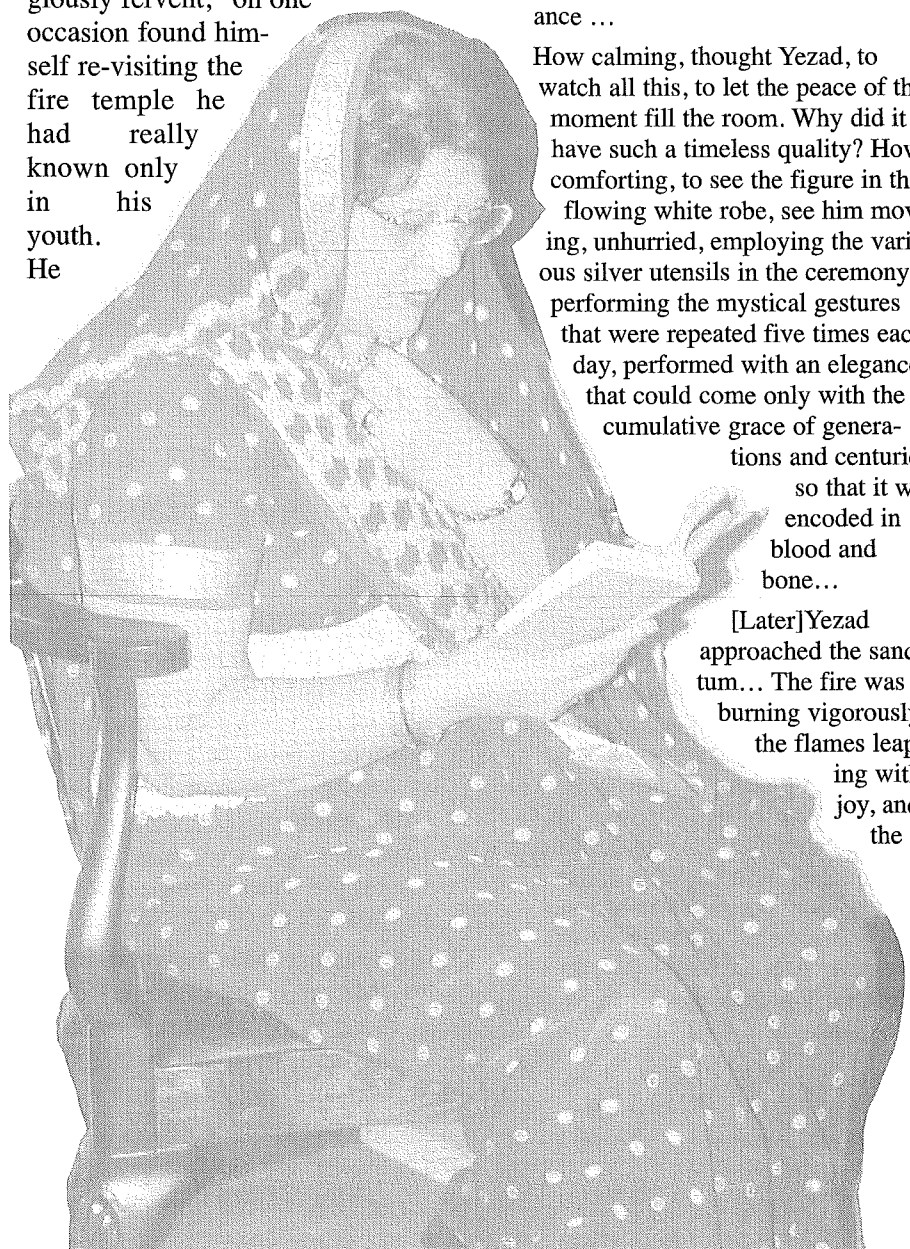 giously fervent, on one
occasion found him-
self re-visiting the
fire temple he
had really
known only
in his
youth.
He
ance …
How calming, thought Yezad, to
watch all this, to let the peace of th
moment fill the room. Why did it
have such a timeless quality? How
comforting, to see the figure in th
flowing white robe, see him mov
ing, unhurried, employing the vari
ous silver utensils in the ceremony
performing the mystical gestures
that were repeated five times eac
day, performed with an elegance
that could come only with the
cumulative grace of genera-
tions and centurie
so that it w
encoded in
blood and
bone…
[Later]Yezad
approached the sanc
tum… The fire was
burning vigorously
the flames leap
ing with
joy, and
the